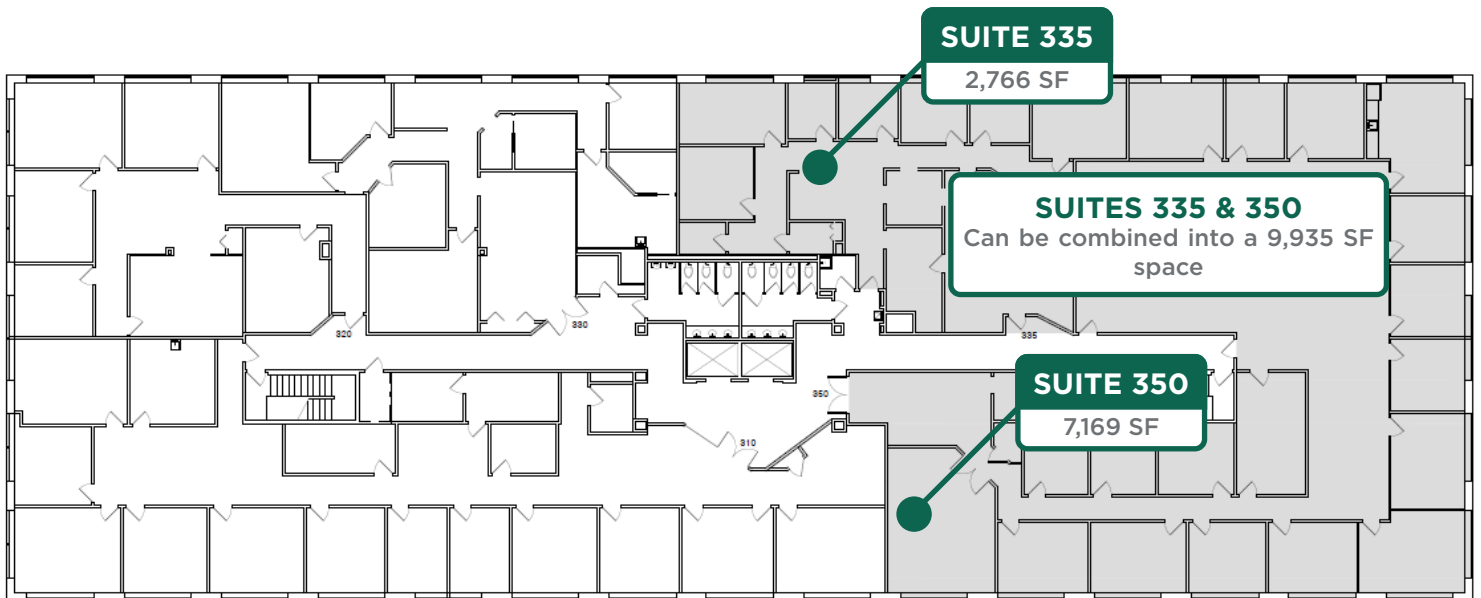 SUITE 335
2,766 SF
SUITES 335 & 350
Can be combined into a 9,935 SF
space
320
330
335
SUITE 350
7,169 SF
350
310